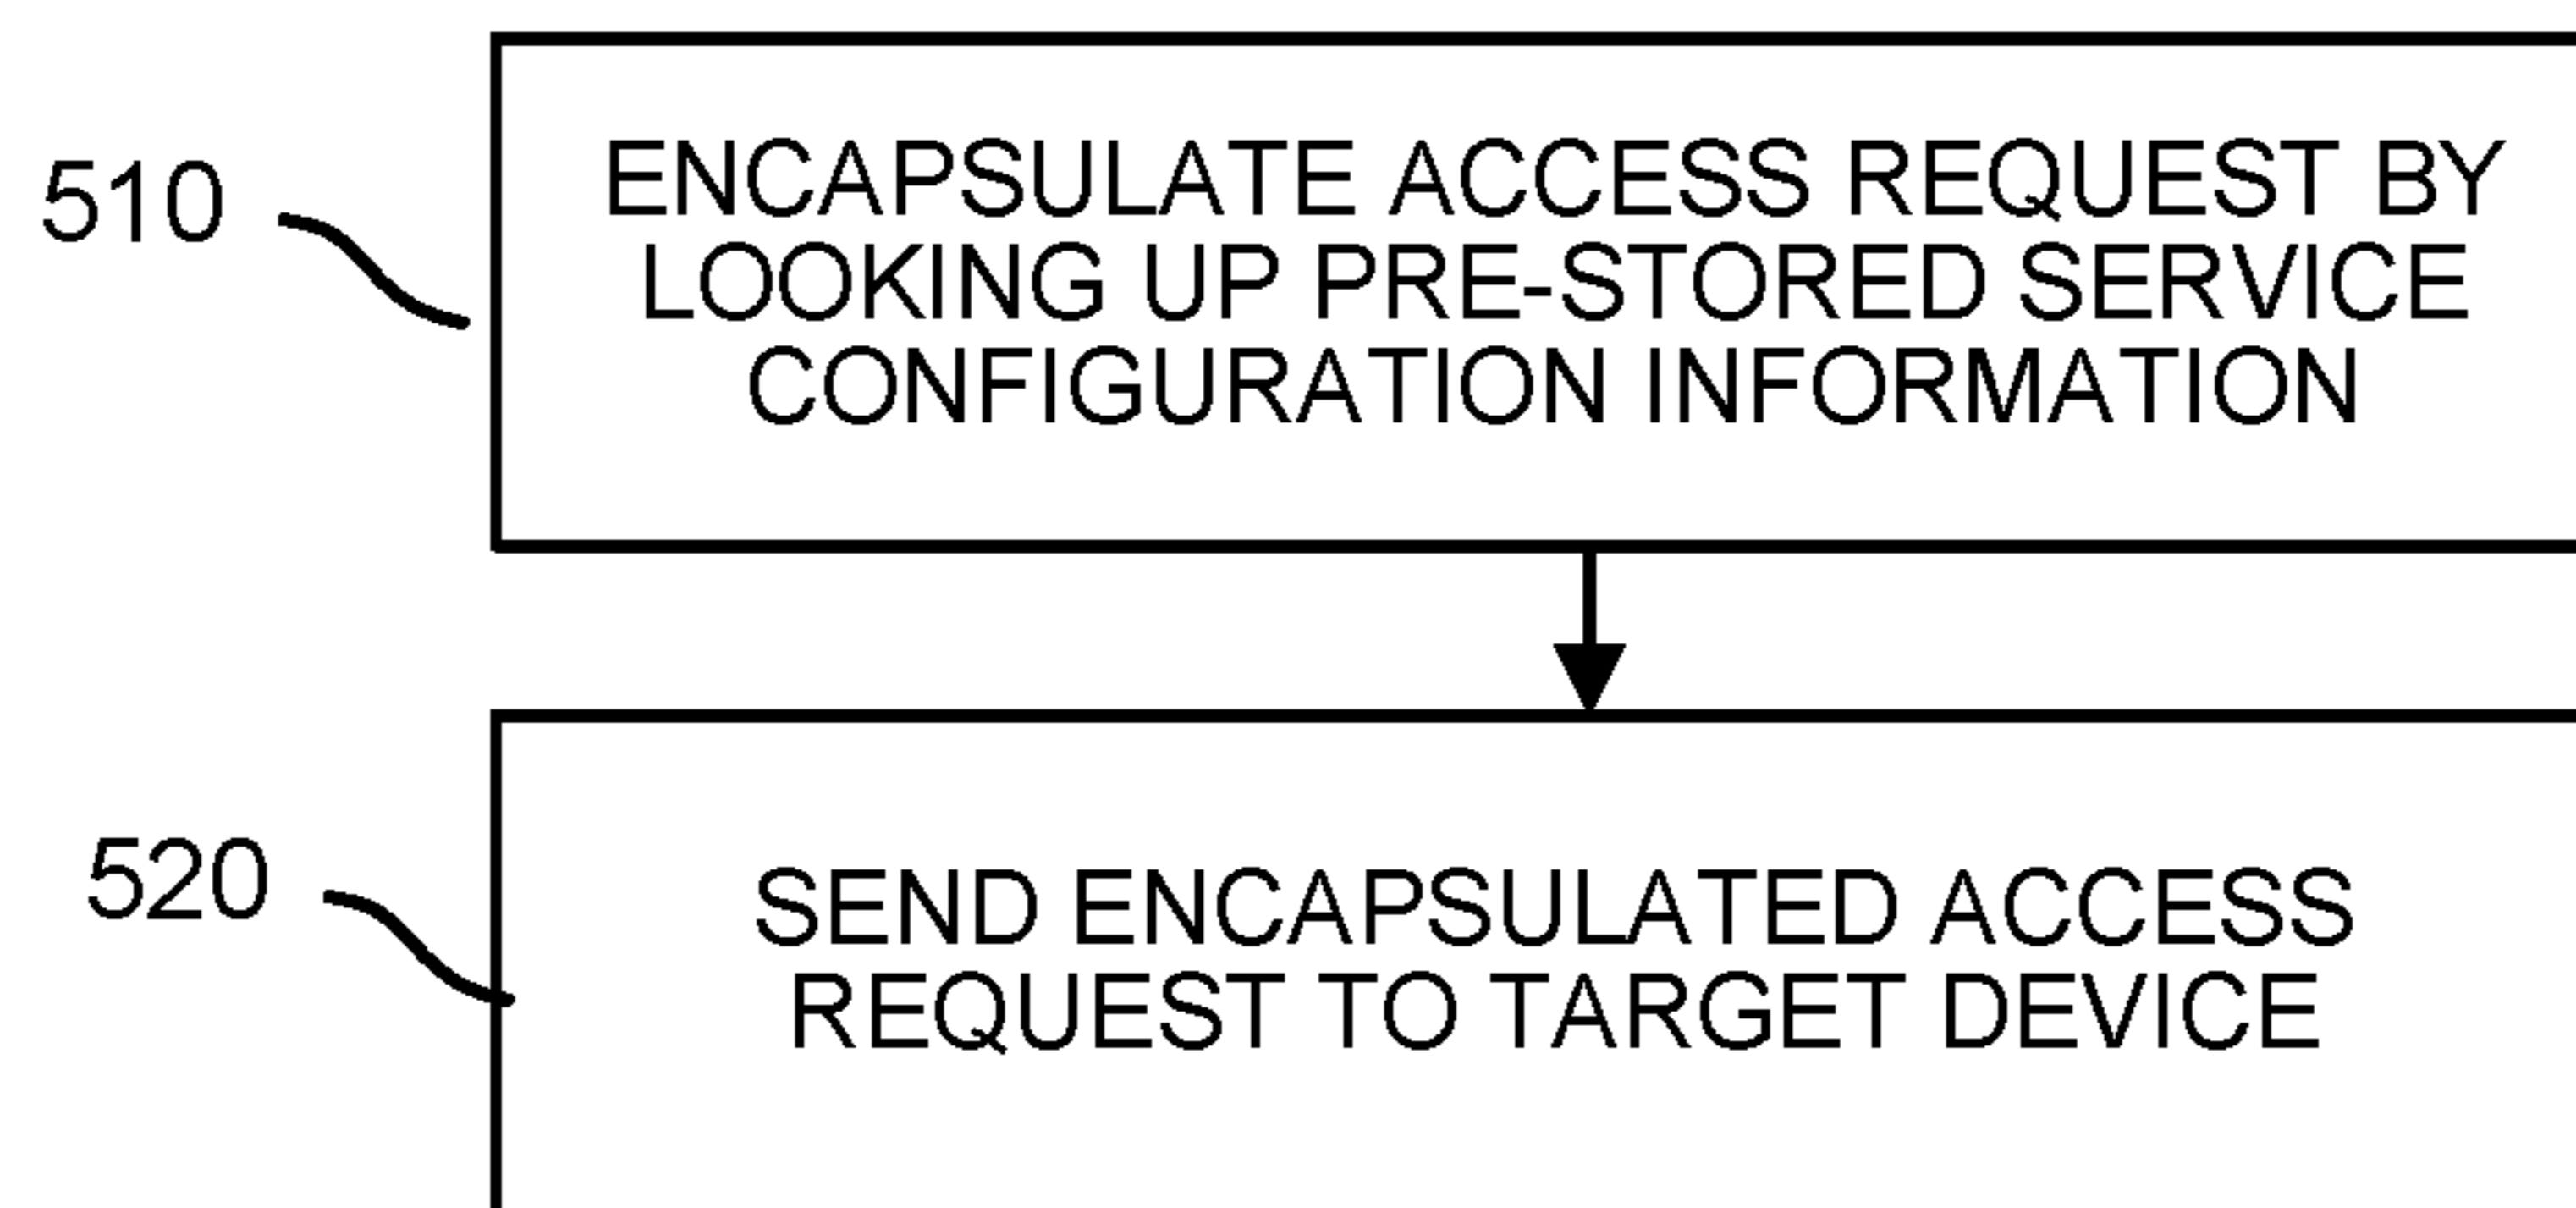 510
ENCAPSULATE ACCESS REQUEST BY
LOOKING UP PRE-STORED SERVICE
CONFIGURATION INFORMATION
520
SEND ENCAPSULATED ACCESS
REQUEST TO TARGET DEVICE